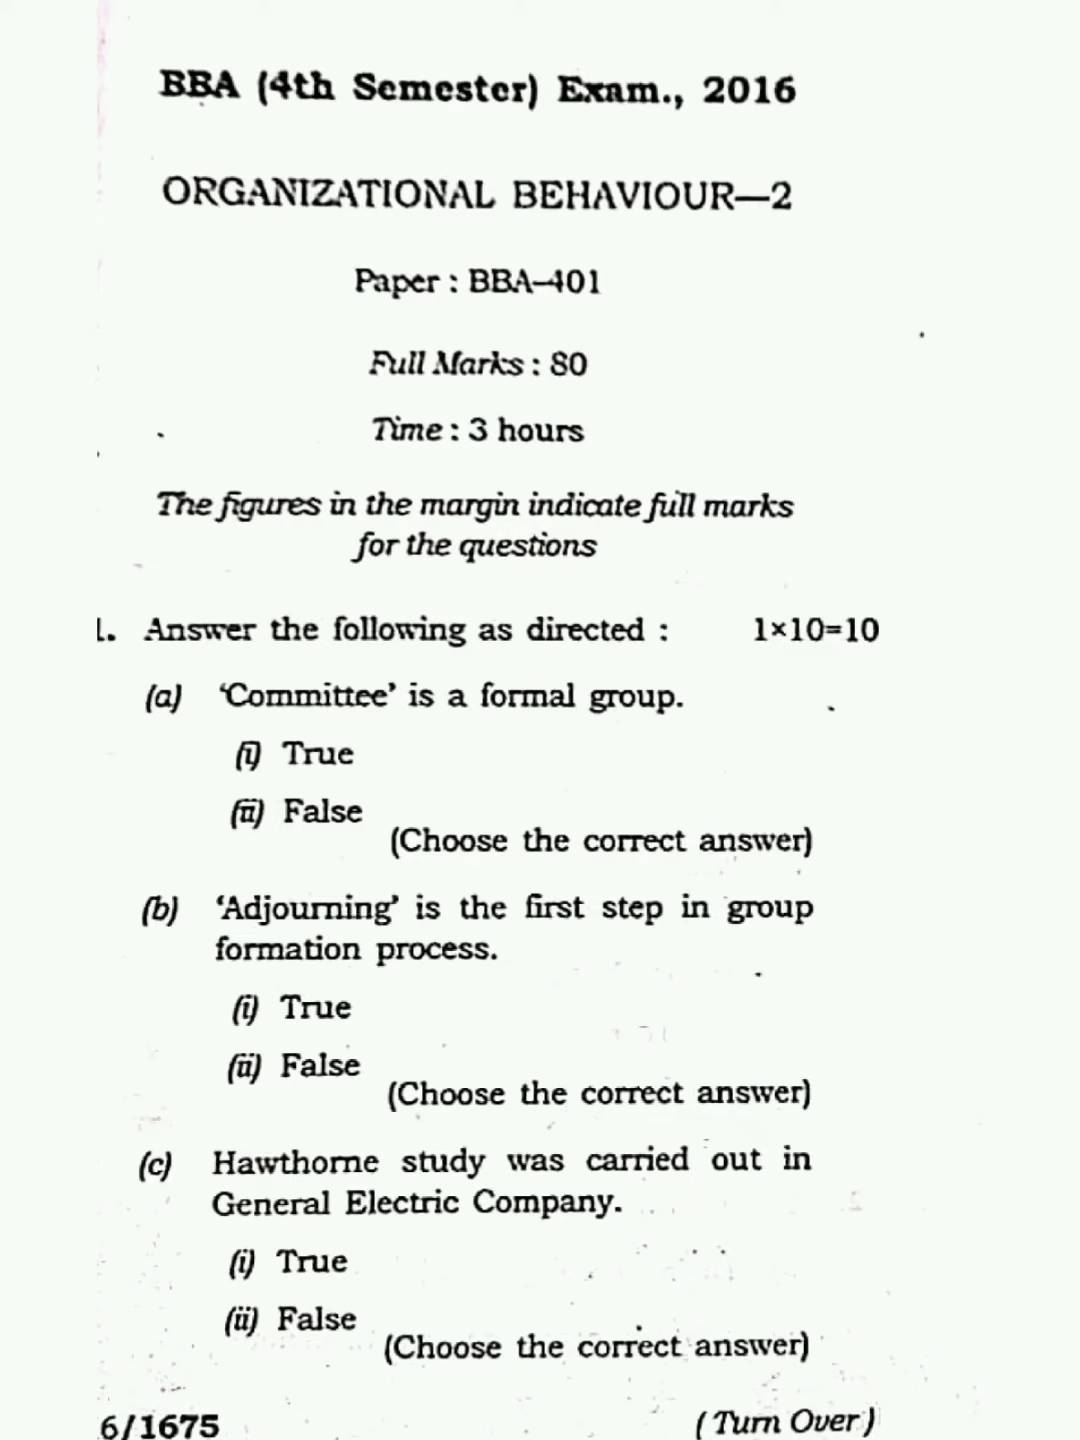 BBA (4th Semester) Exam., 2016
ORGANIZATIONAL BEHAVIOUR—2
Paper : BBA–401
Full Marks : 80
Time : 3 hours
The figures in the margin indicate full marks
for the questions
1. Answer the following as directed : 1×10=10
(a) ‘Committee’ is a formal group.
(i) True
(ii) False
(Choose the correct answer)
(b) ‘Adjourning’ is the first step in group
formation process.
(i) True
(ii) False
(Choose the correct answer)
(c) Hawthorne study was carried out in
General Electric Company.
(i) True
(ii) False
(Choose the correct answer)
6/1675 (Turn Over)